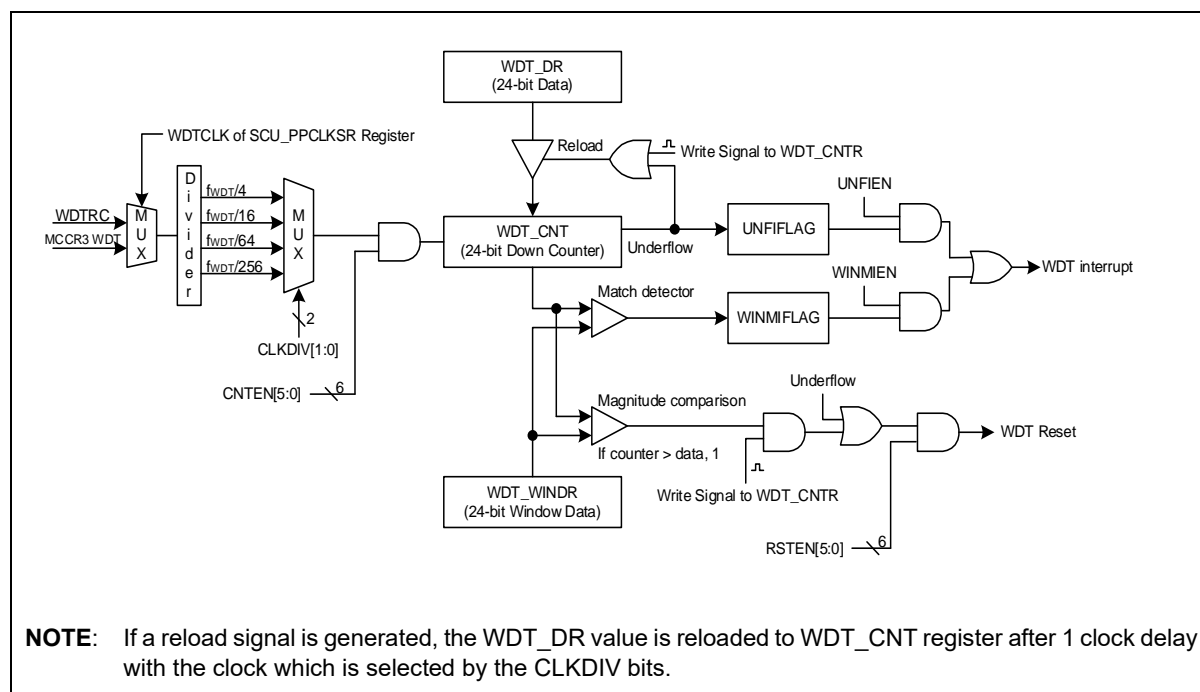 WDT_DR
(24-bit Data)
WDTCLK of SCU_PPCLKSR Register
Reload
Write Signal to WDT_CNTR
WDTRC
MCCR3 WDT
MUX
Divider
fWDT/4
fWDT/16
fWDT/64
fWDT/256
MUX
2
CLKDIV[1:0]
CNTEN[5:0]
6
WDT_CNT
(24-bit Down Counter)
Underflow
UNFIFLAG
UNFIEN
WDT interrupt
Match detector
WINMIFLAG
WINMIEN
Magnitude comparison
If counter > data, 1
Underflow
WDT Reset
Write Signal to WDT_CNTR
WDT_WINDR
(24-bit Window Data)
RSTEN[5:0]
6
NOTE: If a reload signal is generated, the WDT_DR value is reloaded to WDT_CNT register after 1 clock delay
with the clock which is selected by the CLKDIV bits.